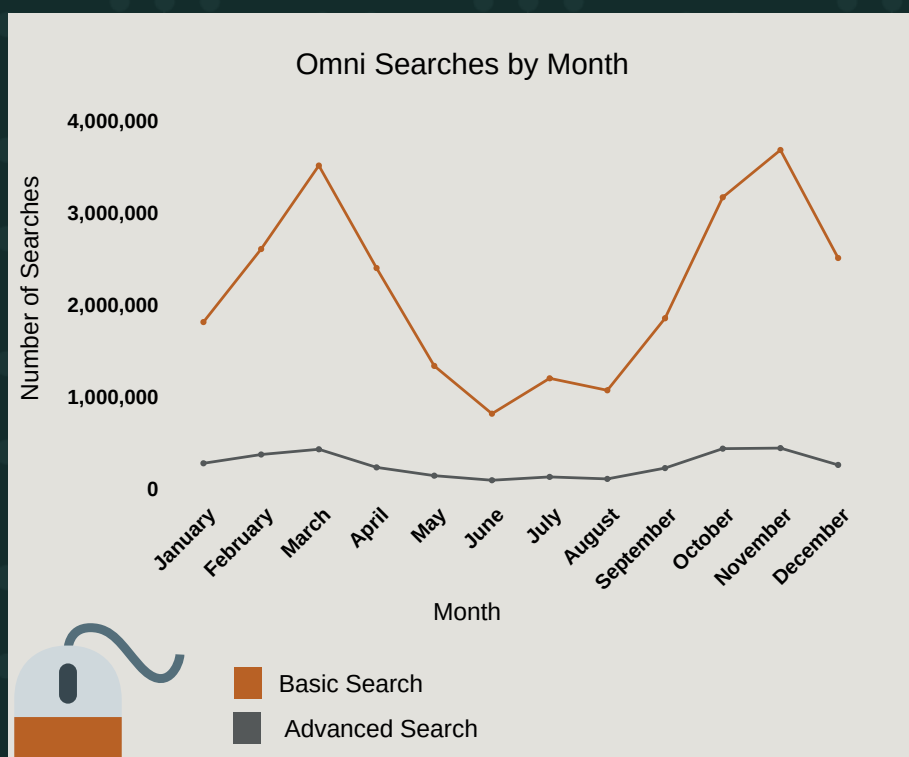 Omni Searches by Month
4,000,000
3,000,000
2,000,000
1,000,000
0
Number of Searches
January
February
March
April
May
June
July
August
September
October
November
December
Month
Basic Search
Advanced Search